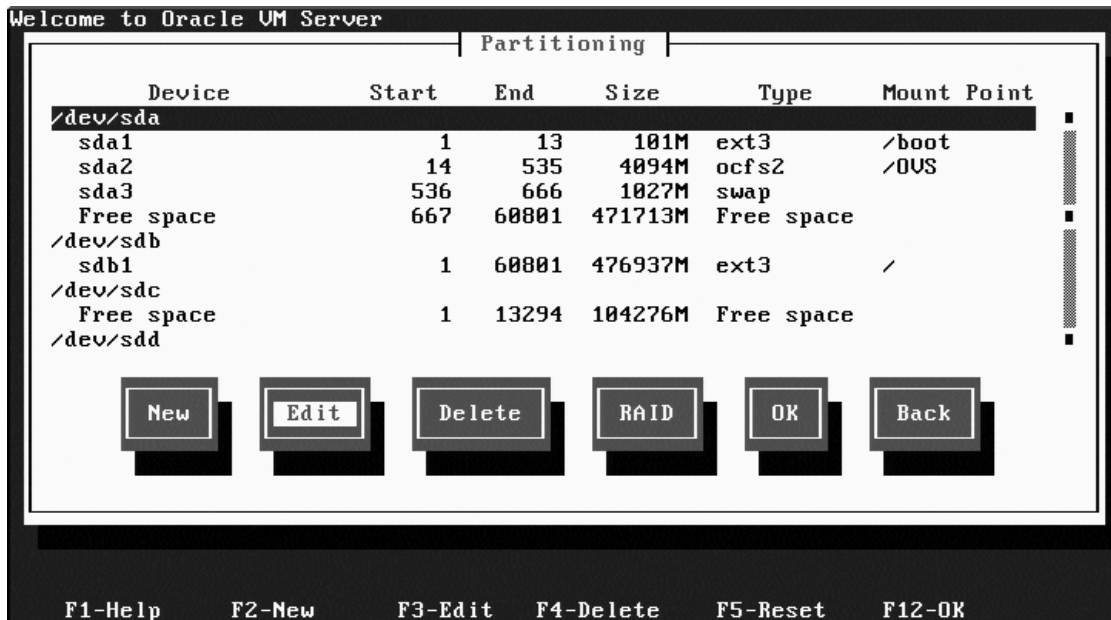 Welcome to Oracle VM Server
Partitioning
Device Start End Size Type Mount Point
/dev/sda
sda1 1 13 101M ext3 /boot
sda2 14 535 4094M ocfs2 /OVS
sda3 536 666 1027M swap
Free space 667 60801 471713M Free space
/dev/sdb
sdb1 1 60801 476937M ext3 /
/dev/sdc
Free space 1 13294 104276M Free space
/dev/sdd
New Edit Delete RAID OK Back
F1-Help F2-New F3-Edit F4-Delete F5-Reset F12-OK